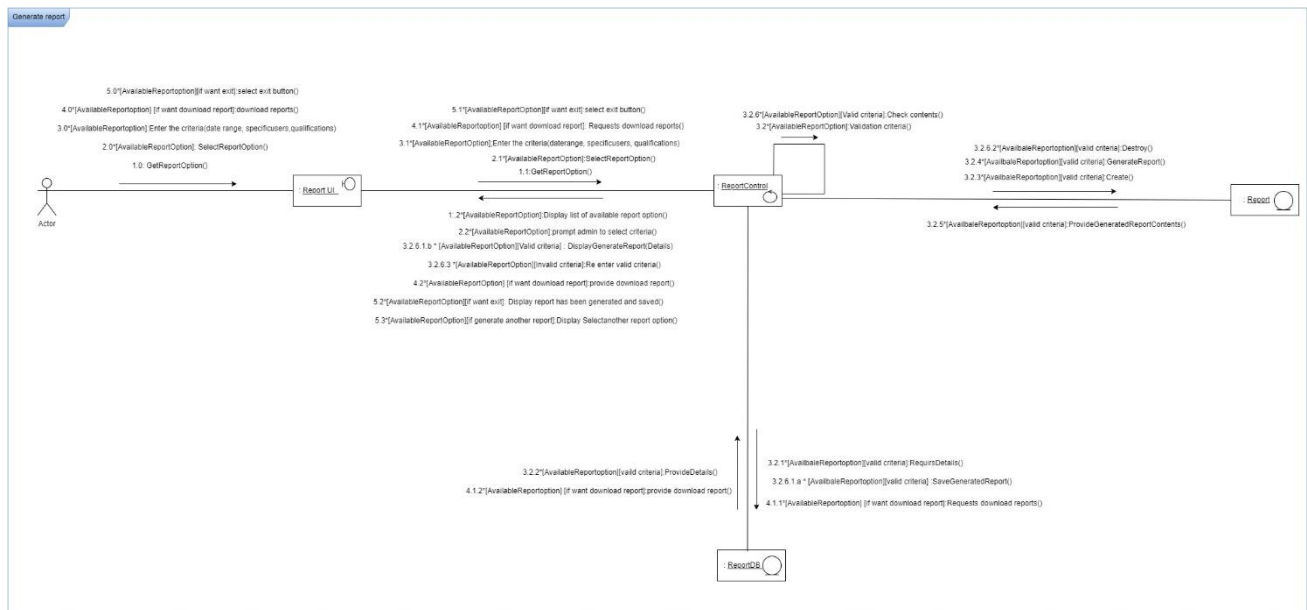 Generate report
5.0*[AvailableReportoption][if want exit]:select exit button()
4.0*[AvailableReportoption] [if want download report]:download reports()
3.0*[AvailableReportoption]:Enter the criteria(date range, specificusers,qualifications)
2.0*[AvailableReportoption]: SelectReportOption()
1.0: GetReportOption()
Actor
: Report UI
5.1*[AvailableReportOption][if want exit]:select exit button()
4.1*[AvailableReportoption] [if want download report]: Requests download reports()
3.1*[AvailableReportOption]:Enter the criteria(daterange, specificusers, qualifications)
2.1*[AvailableReportOption]:SelectReportOption()
1.1:GetReportOption()
1..2*[AvailableReportOption]:Display list of available report option()
2.2*[AvailableReportOption]:prompt admin to select criteria()
3.2.6.1.b * [AvailableReportOption][Valid criteria] : DisplayGenerateReport(Details)
3.2.6.3 *[AvailableReportOption][Invalid criteria]:Re enter valid criteria()
4.2*[AvailableReportOption] [if want download report]:provide download report()
5.2*[AvailableReportOption][if want exit]: Display report has been generated and saved()
5.3*[AvailableReportOption][if generate another report]:Display Selectanother report option()
: ReportControl
3.2.6*[AvailableReportOption][Valid criteria]:Check contents()
3.2*[AvailableReportOption]:Validation criteria()
3.2.6.2*[AvailbaleReportoption][valid criteria]:Destroy()
3.2.4*[AvailbaleReportoption][valid criteria]:GenerateReport()
3.2.3*[AvailbaleReportoption][valid criteria]:Create()
3.2.5*[AvailbaleReportoption][valid criteria]:ProvideGeneratedReportContents()
: Report
3.2.2*[AvailableReportoption][vaild criteria]:ProvideDetails()
4.1.2*[AvailableReportoption] [if want download report]:provide download report()
3.2.1*[AvailbaleReportoption][valid criteria]:RequirsDetails()
3.2.6.1.a * [AvailbaleReportoption][valid criteria] :SaveGeneratedReport()
4.1.1*[AvailableReportoption] [if want download report]:Requests download reports()
: ReportDB